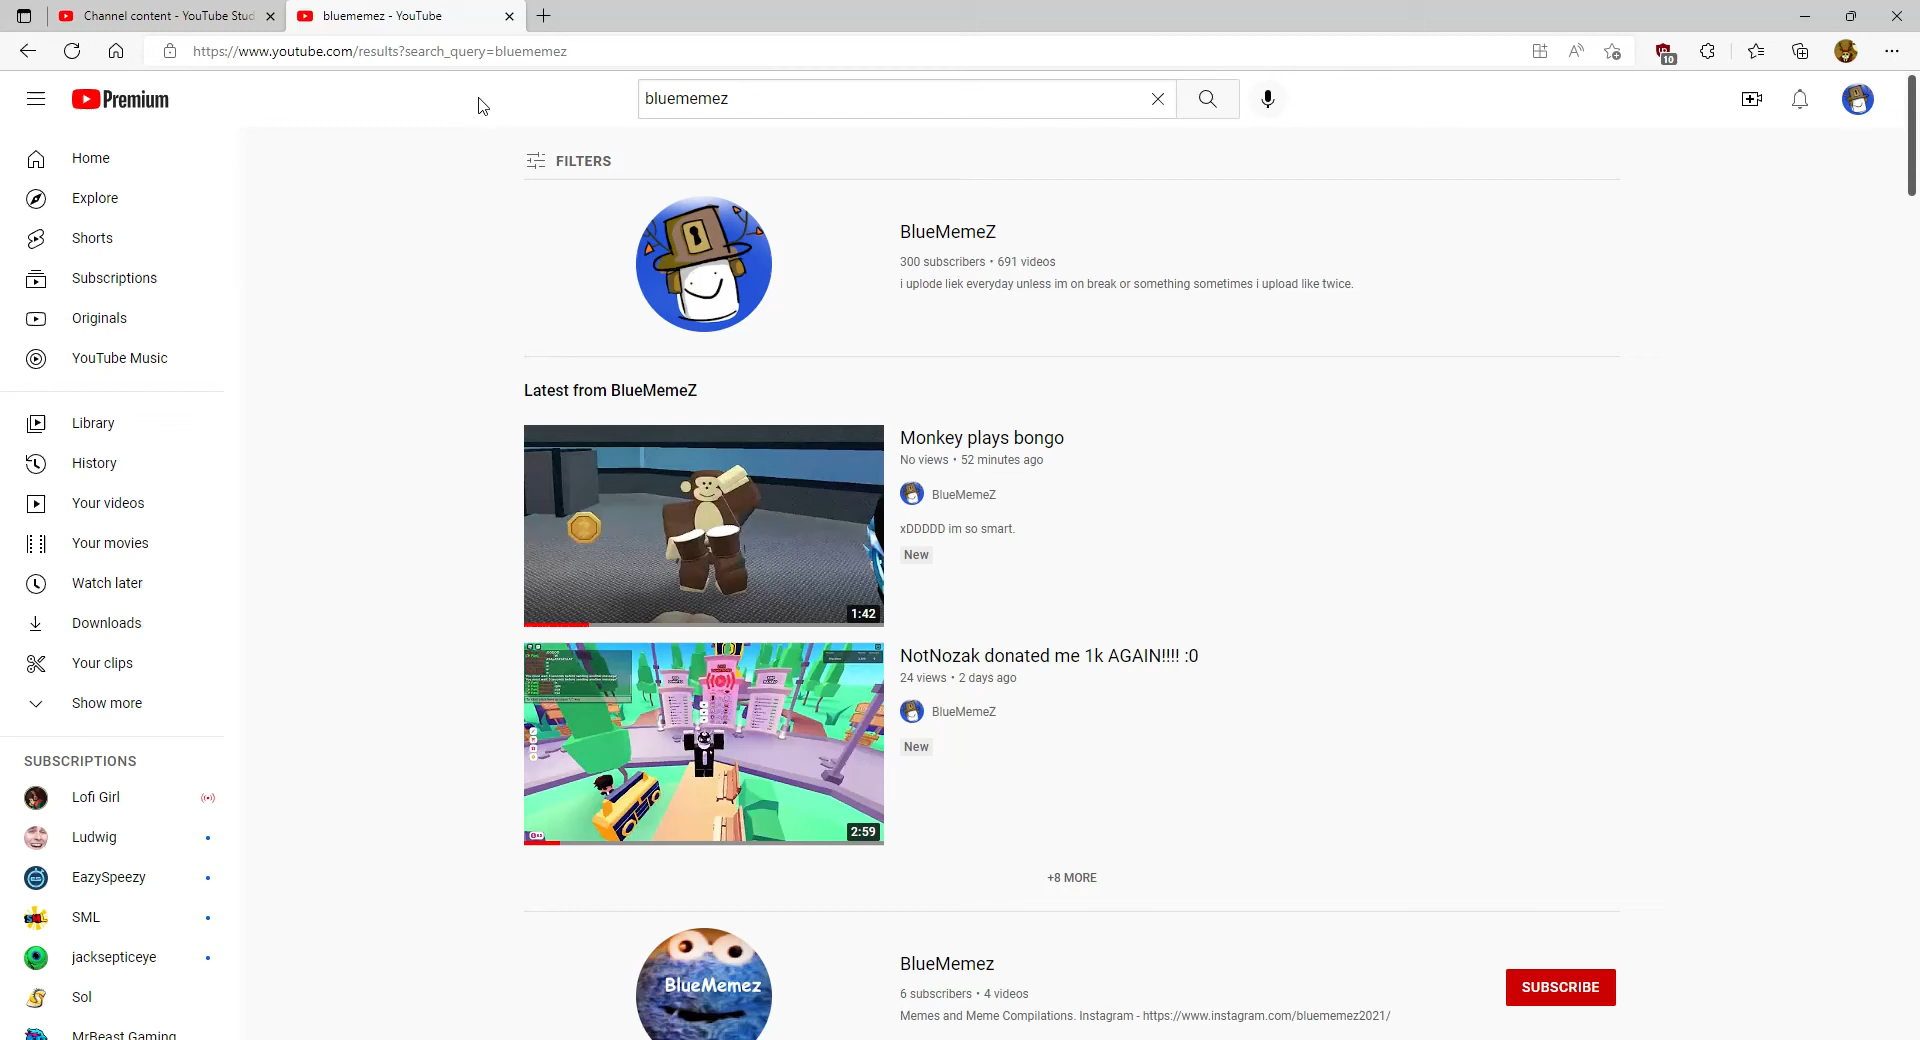 Channel content - YouTube Stud
bluememez - YouTube
https://www.youtube.com/results?search_query=bluememez
10
Premium
bluememez
Home
Explore
Shorts
Subscriptions
Originals
YouTube Music
Library
History
Your videos
Your movies
Watch later
Downloads
Your clips
Show more
SUBSCRIPTIONS
Lofi Girl
Ludwig
EazySpeezy
SML
jacksepticeye
Sol
MrBeast Gaming
FILTERS
BlueMemeZ
300 subscribers • 691 videos
i uplode liek everyday unless im on break or something sometimes i upload like twice.
Latest from BlueMemeZ
1:42
Monkey plays bongo
No views • 52 minutes ago
BlueMemeZ
xDDDDD im so smart.
New
2:59
NotNozak donated me 1k AGAIN!!!! :0
24 views • 2 days ago
BlueMemeZ
New
+8 MORE
BlueMemez
BlueMemez
6 subscribers • 4 videos
Memes and Meme Compilations. Instagram - https://www.instagram.com/bluememez2021/
SUBSCRIBE